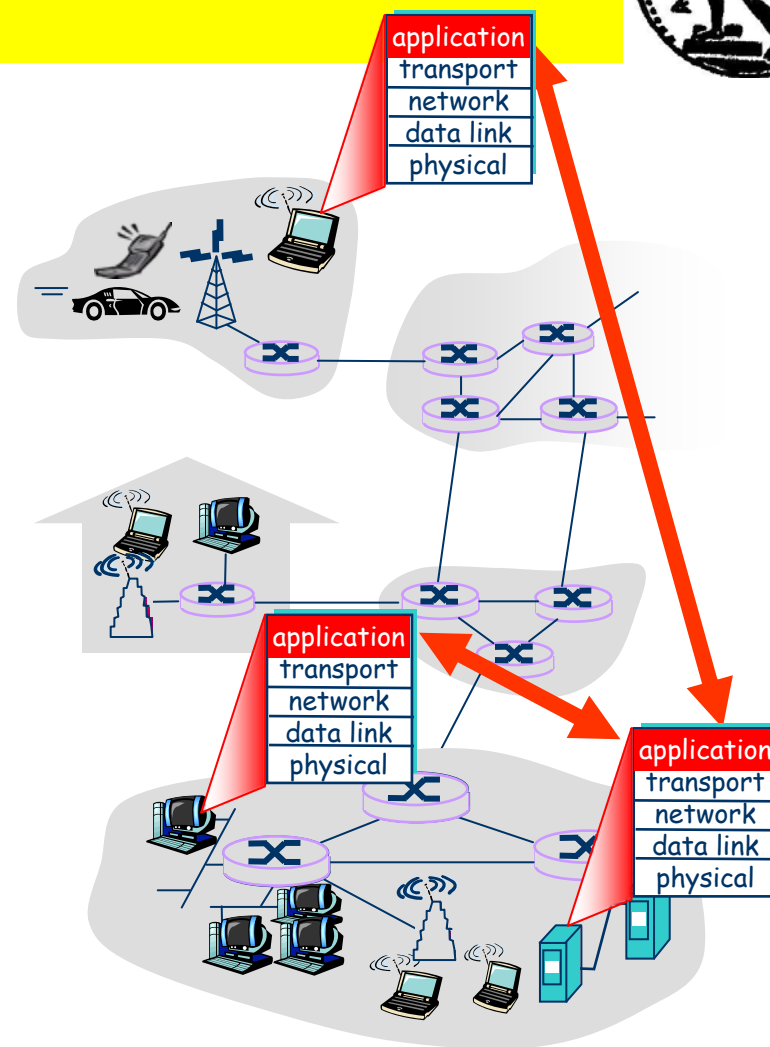 application
transport
network
data link
physical
application
transport
network
data link
physical
application
transport
network
data link
physical